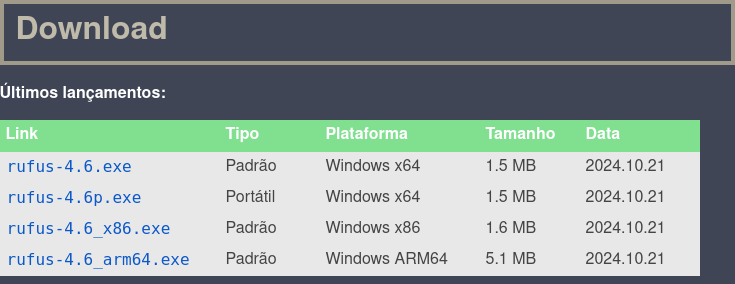 Download
Últimos lançamentos:
Link Tipo Plataforma Tamanho Data
rufus-4.6.exe Padrão Windows x64 1.5 MB 2024.10.21
rufus-4.6p.exe Portátil Windows x64 1.5 MB 2024.10.21
rufus-4.6_x86.exe Padrão Windows x86 1.6 MB 2024.10.21
rufus-4.6_arm64.exe Padrão Windows ARM64 5.1 MB 2024.10.21